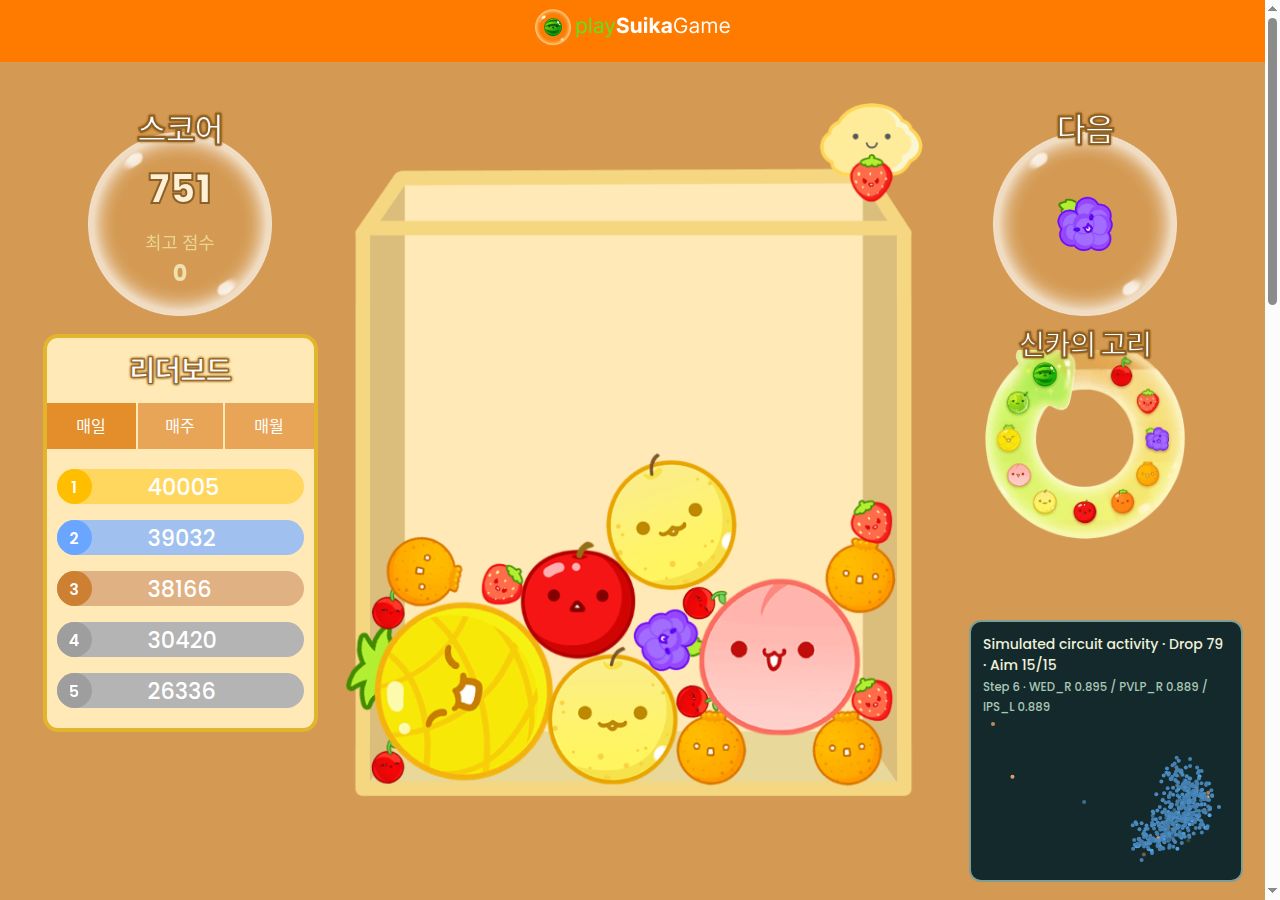 playSuikaGame
스코어
751
최고 점수
0
다음
리더보드
매일 매주 매월
1 40005
2 39032
3 38166
4 30420
5 26336
신카의 고리
Simulated circuit activity · Drop 79
· Aim 15/15
Step 6 · WED_R 0.895 / PVLP_R 0.889 /
IPS_L 0.889